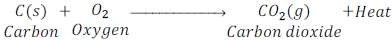 C(s) + O₂ ⟶ CO₂(g) +Heat
Carbon Oxygen Carbon dioxide